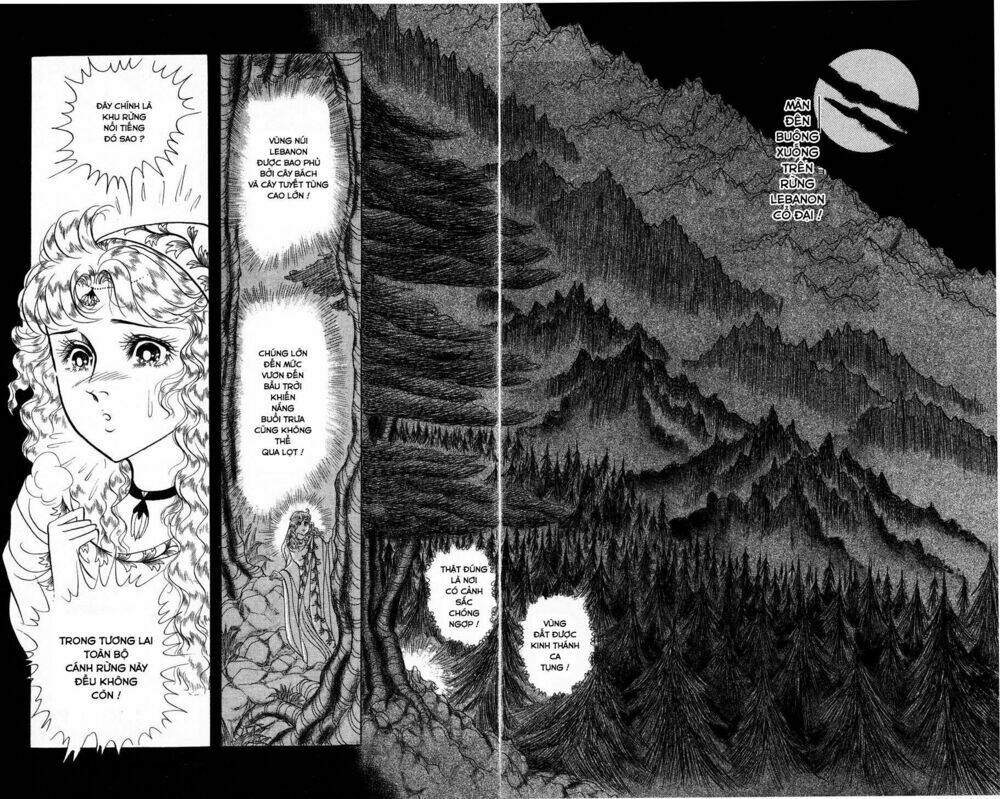 MÀN
ĐÊN
BUÔNG
XUỐNG
TRÊN
RỪNG
LEBANON
CỔ ĐẠI !
VÙNG
ĐẤT ĐƯỢC
KINH THÁNH
CA
TỤNG !
THẬT ĐÚNG
LÀ NƠI
CÓ CẢNH
SẮC
CHÓNG
NGỢP !
VÙNG NÚI
LEBANON
ĐƯỢC BAO PHỦ
BỞI CÂY BÁCH
VÀ CÂY TUYẾT TÙNG
CAO LỚN !
CHÚNG LỚN
ĐẾN MỨC
VƯƠN ĐẾN
BẦU TRỜI
KHIẾN
NẮNG
BUỔI TRƯA
CŨNG KHÔNG
THỂ
QUA LỌT !
ĐÂY CHÍNH LÀ
KHU RỪNG
NỔI TIẾNG
ĐÓ SAO ?
TRONG TƯƠNG LAI
TOÀN BỘ
CÁNH RỪNG NÀY
ĐỀU KHÔNG
CÒN !